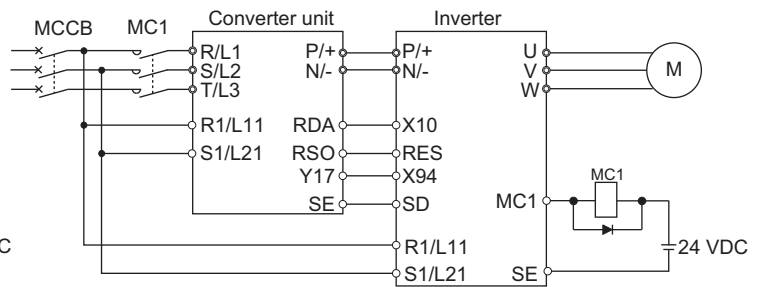 Converter unit
Inverter
MCCB
MC1
R/L1
P/+
P/+
U
S/L2
N/-
N/-
V
T/L3
W
M
R1/L11
RDA
X10
S1/L21
RSO
RES
Y17
X94
MC1
SE
SD
MC1
C
R1/L11
24 VDC
S1/L21
SE